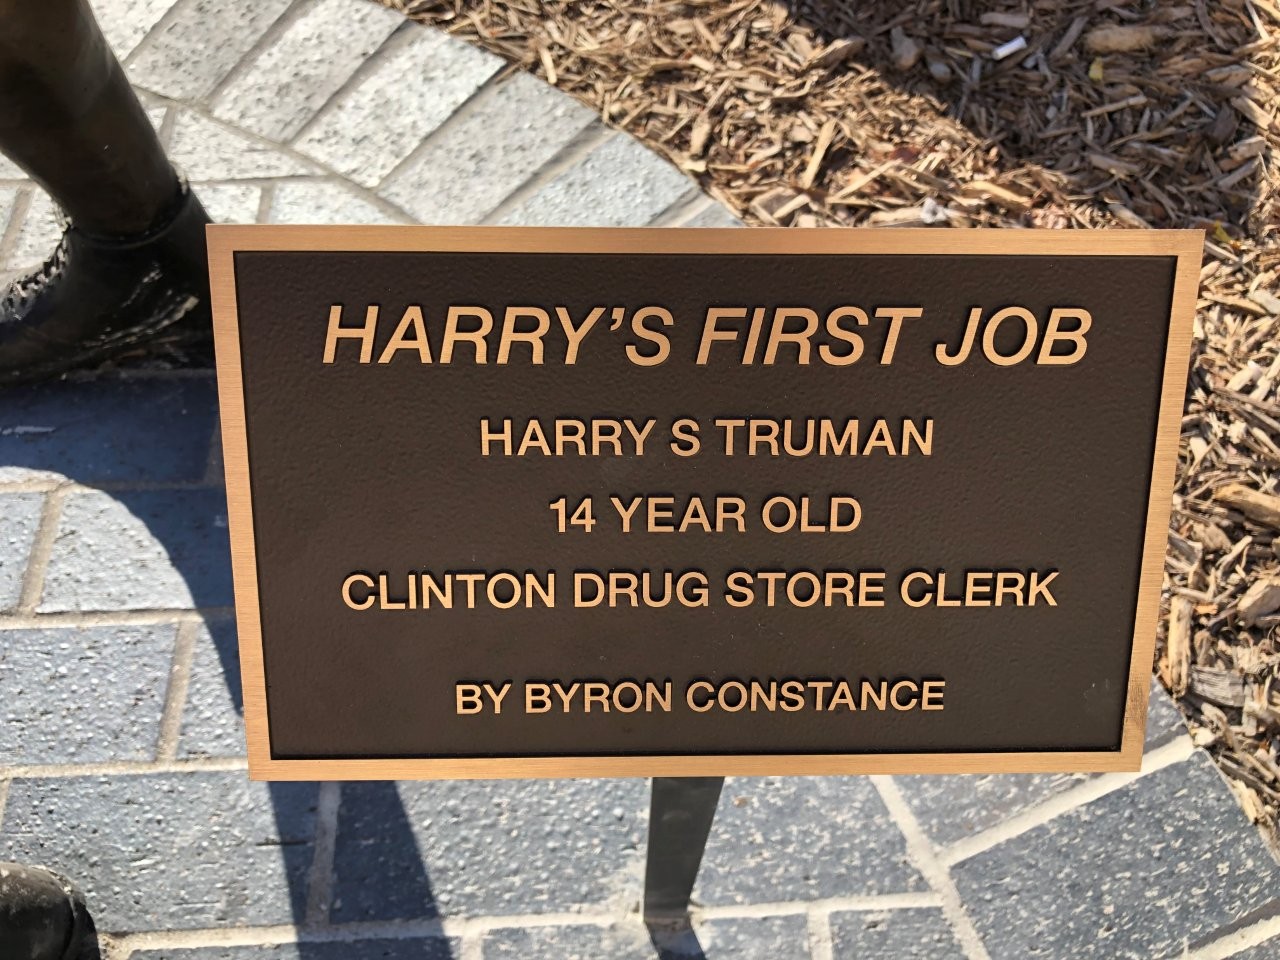 HARRY'S FIRST JOB
HARRY S TRUMAN
14 YEAR OLD
CLINTON DRUG STORE CLERK
BY BYRON CONSTANCE